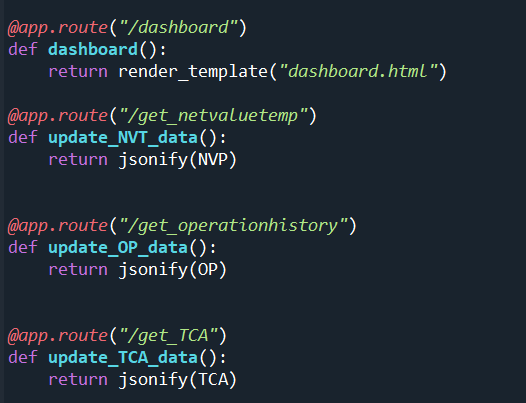 @app.route("/dashboard")
def dashboard():
    return render_template("dashboard.html")
@app.route("/get_netvaluetemp")
def update_NVT_data():
    return jsonify(NVP)
@app.route("/get_operationhistory")
def update_OP_data():
    return jsonify(OP)
@app.route("/get_TCA")
def update_TCA_data():
    return jsonify(TCA)